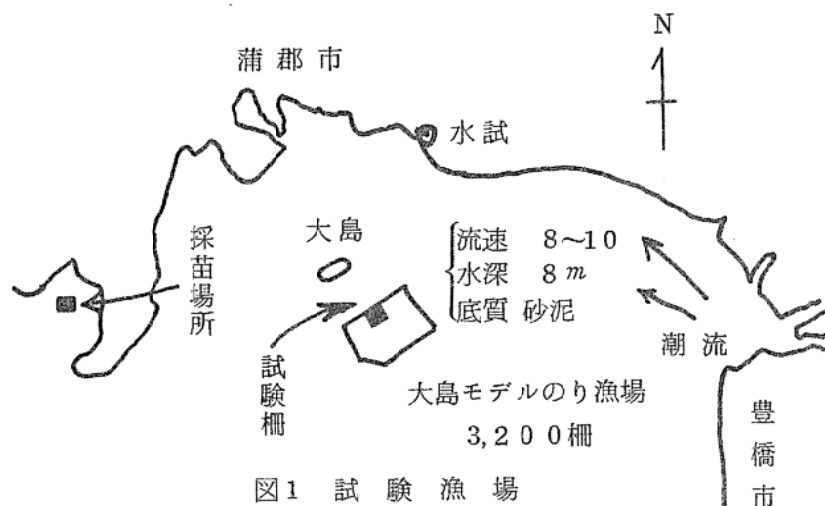 N
蒲郡市
水試
採苗場所
大島
流速 8~10
水深 8m
底質 砂泥
潮流
試験柵
大島モデルのり漁場
3,200柵
豊橋市
図1 試験漁場